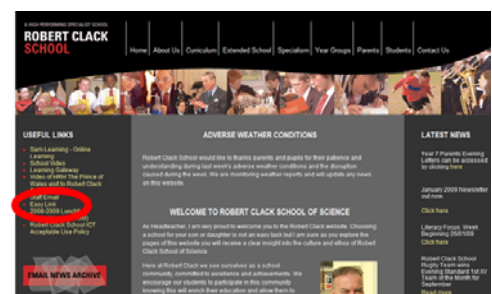 A HIGH PERFORMING SPECIALIST SCHOOL
ROBERT CLACK
SCHOOL
Home About Us Curriculum Extended School Specialism Year Groups Parents Students Contact Us
USEFUL LINKS
Sam Learning - Online
Learning
School Video
Learning Gateway
Video of HRH The Prince of
Wales visit to Robert Clack
Staff Email
Easy Link
2008-2009 Lunch
Robert Clack School ICT
Acceptable Use Policy
EMAIL NEWS ARCHIVE
ADVERSE WEATHER CONDITIONS
Robert Clack School would like to thanks parents and pupils for their patience and
understanding during last week's adverse weather conditions and the disruption
caused during the week. We are monitoring weather reports and will update any news
on this website.
WELCOME TO ROBERT CLACK SCHOOL OF SCIENCE
As Headteacher, I am very proud to welcome you to the Robert Clack website. Choosing
a school for your son or daughter is not an easy task but I am sure as you explore the
pages of this website you will receive a clear insight into the culture and ethos of Robert
Clack School of Science.
Here at Robert Clack we see ourselves as a school
community, committed to excellence and achievements. We
encourage our students to participate in this community
knowing this will enrich their education and allow them to
LATEST NEWS
Year 7 Parents Evening
Letters can be accessed
January 2009 Newsletter
out now.
Click here
Literacy Focus: Week
Beginning 26/01/09
Click here
Robert Clack School
Rugby Team wins
Evening Standard 1st XV
Team of the Month for
September
Read more